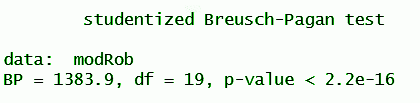 studentized Breusch-Pagan test
data: modRob
BP = 1383.9, df = 19, p-value < 2.2e-16